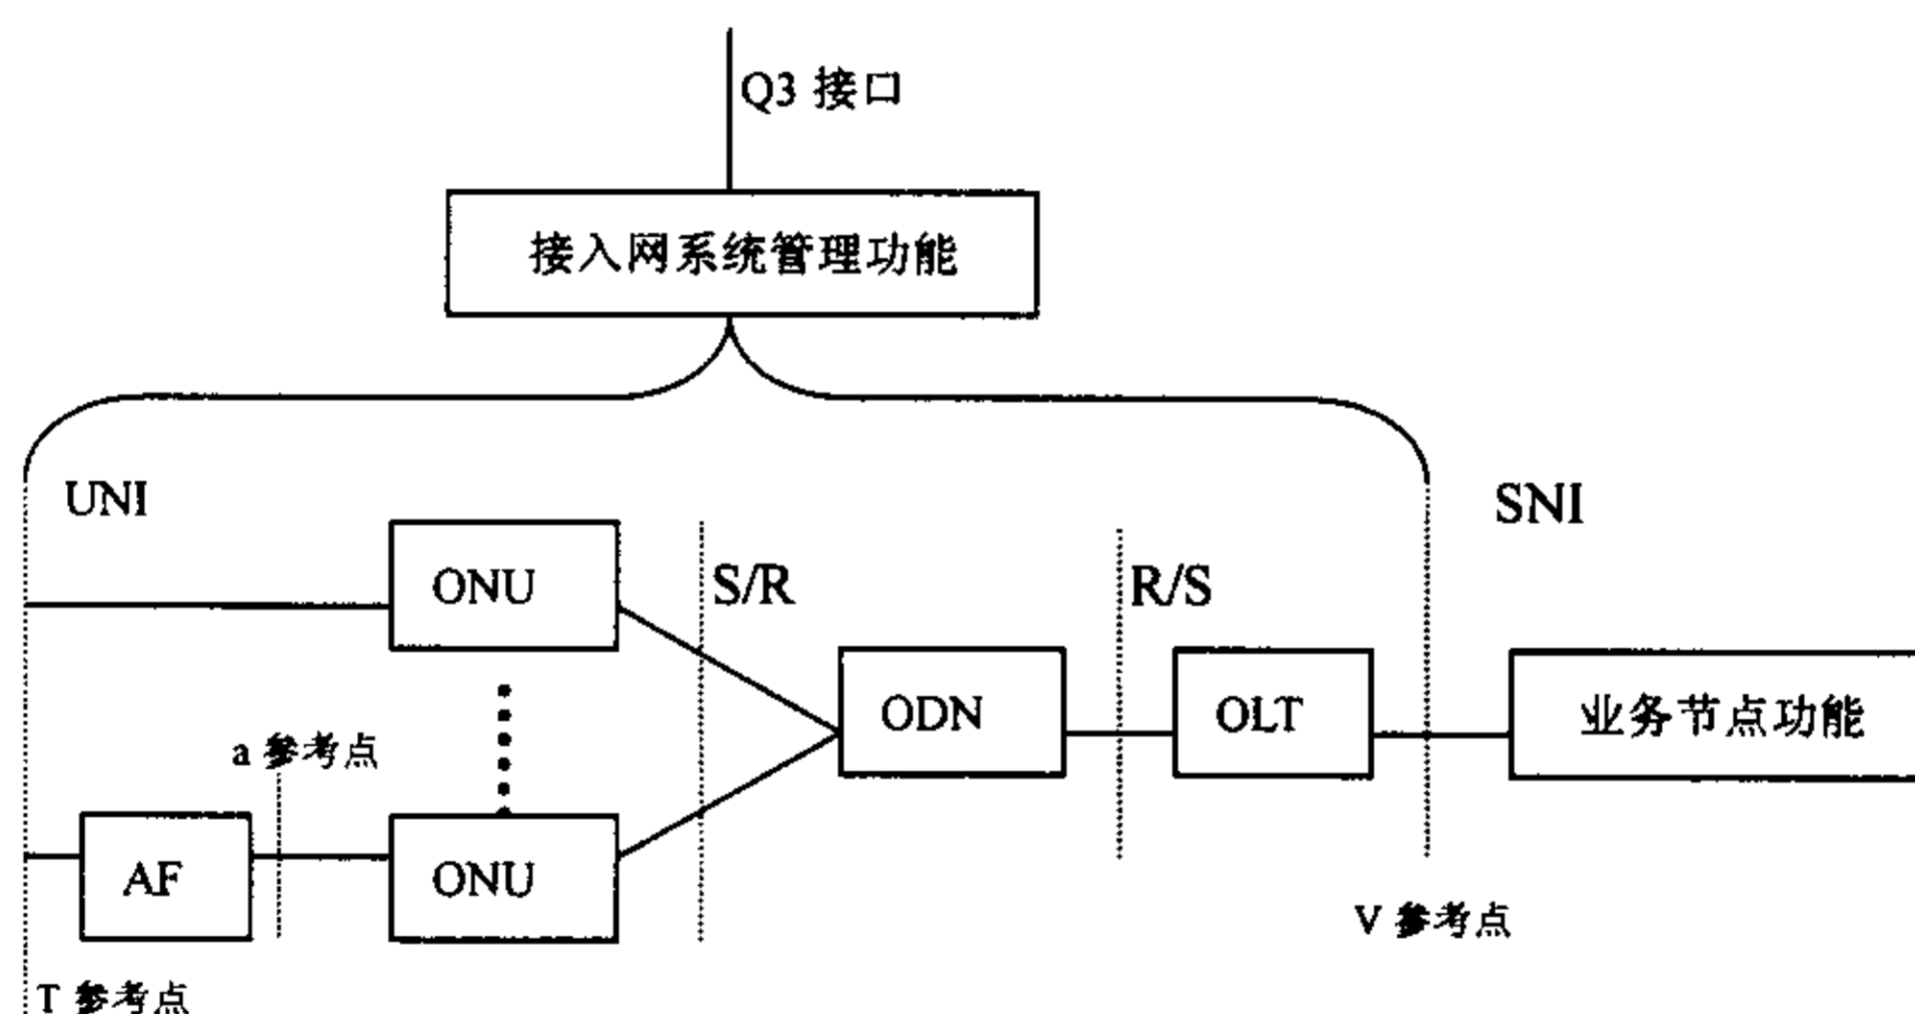 Q3 接口
接入网系统管理功能
UNI
SNI
ONU
S/R
R/S
ODN
OLT
业务节点功能
a 参考点
AF
ONU
V 参考点
T 参考点